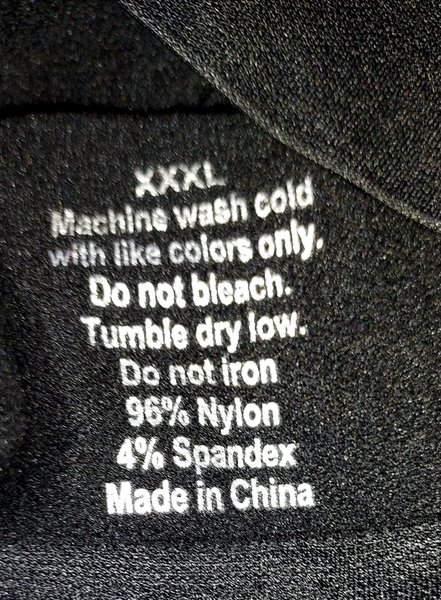 XXXL
Machine wash cold
with like colors only.
Do not bleach.
Tumble dry low.
Do not iron
96% Nylon
4% Spandex
Made in China